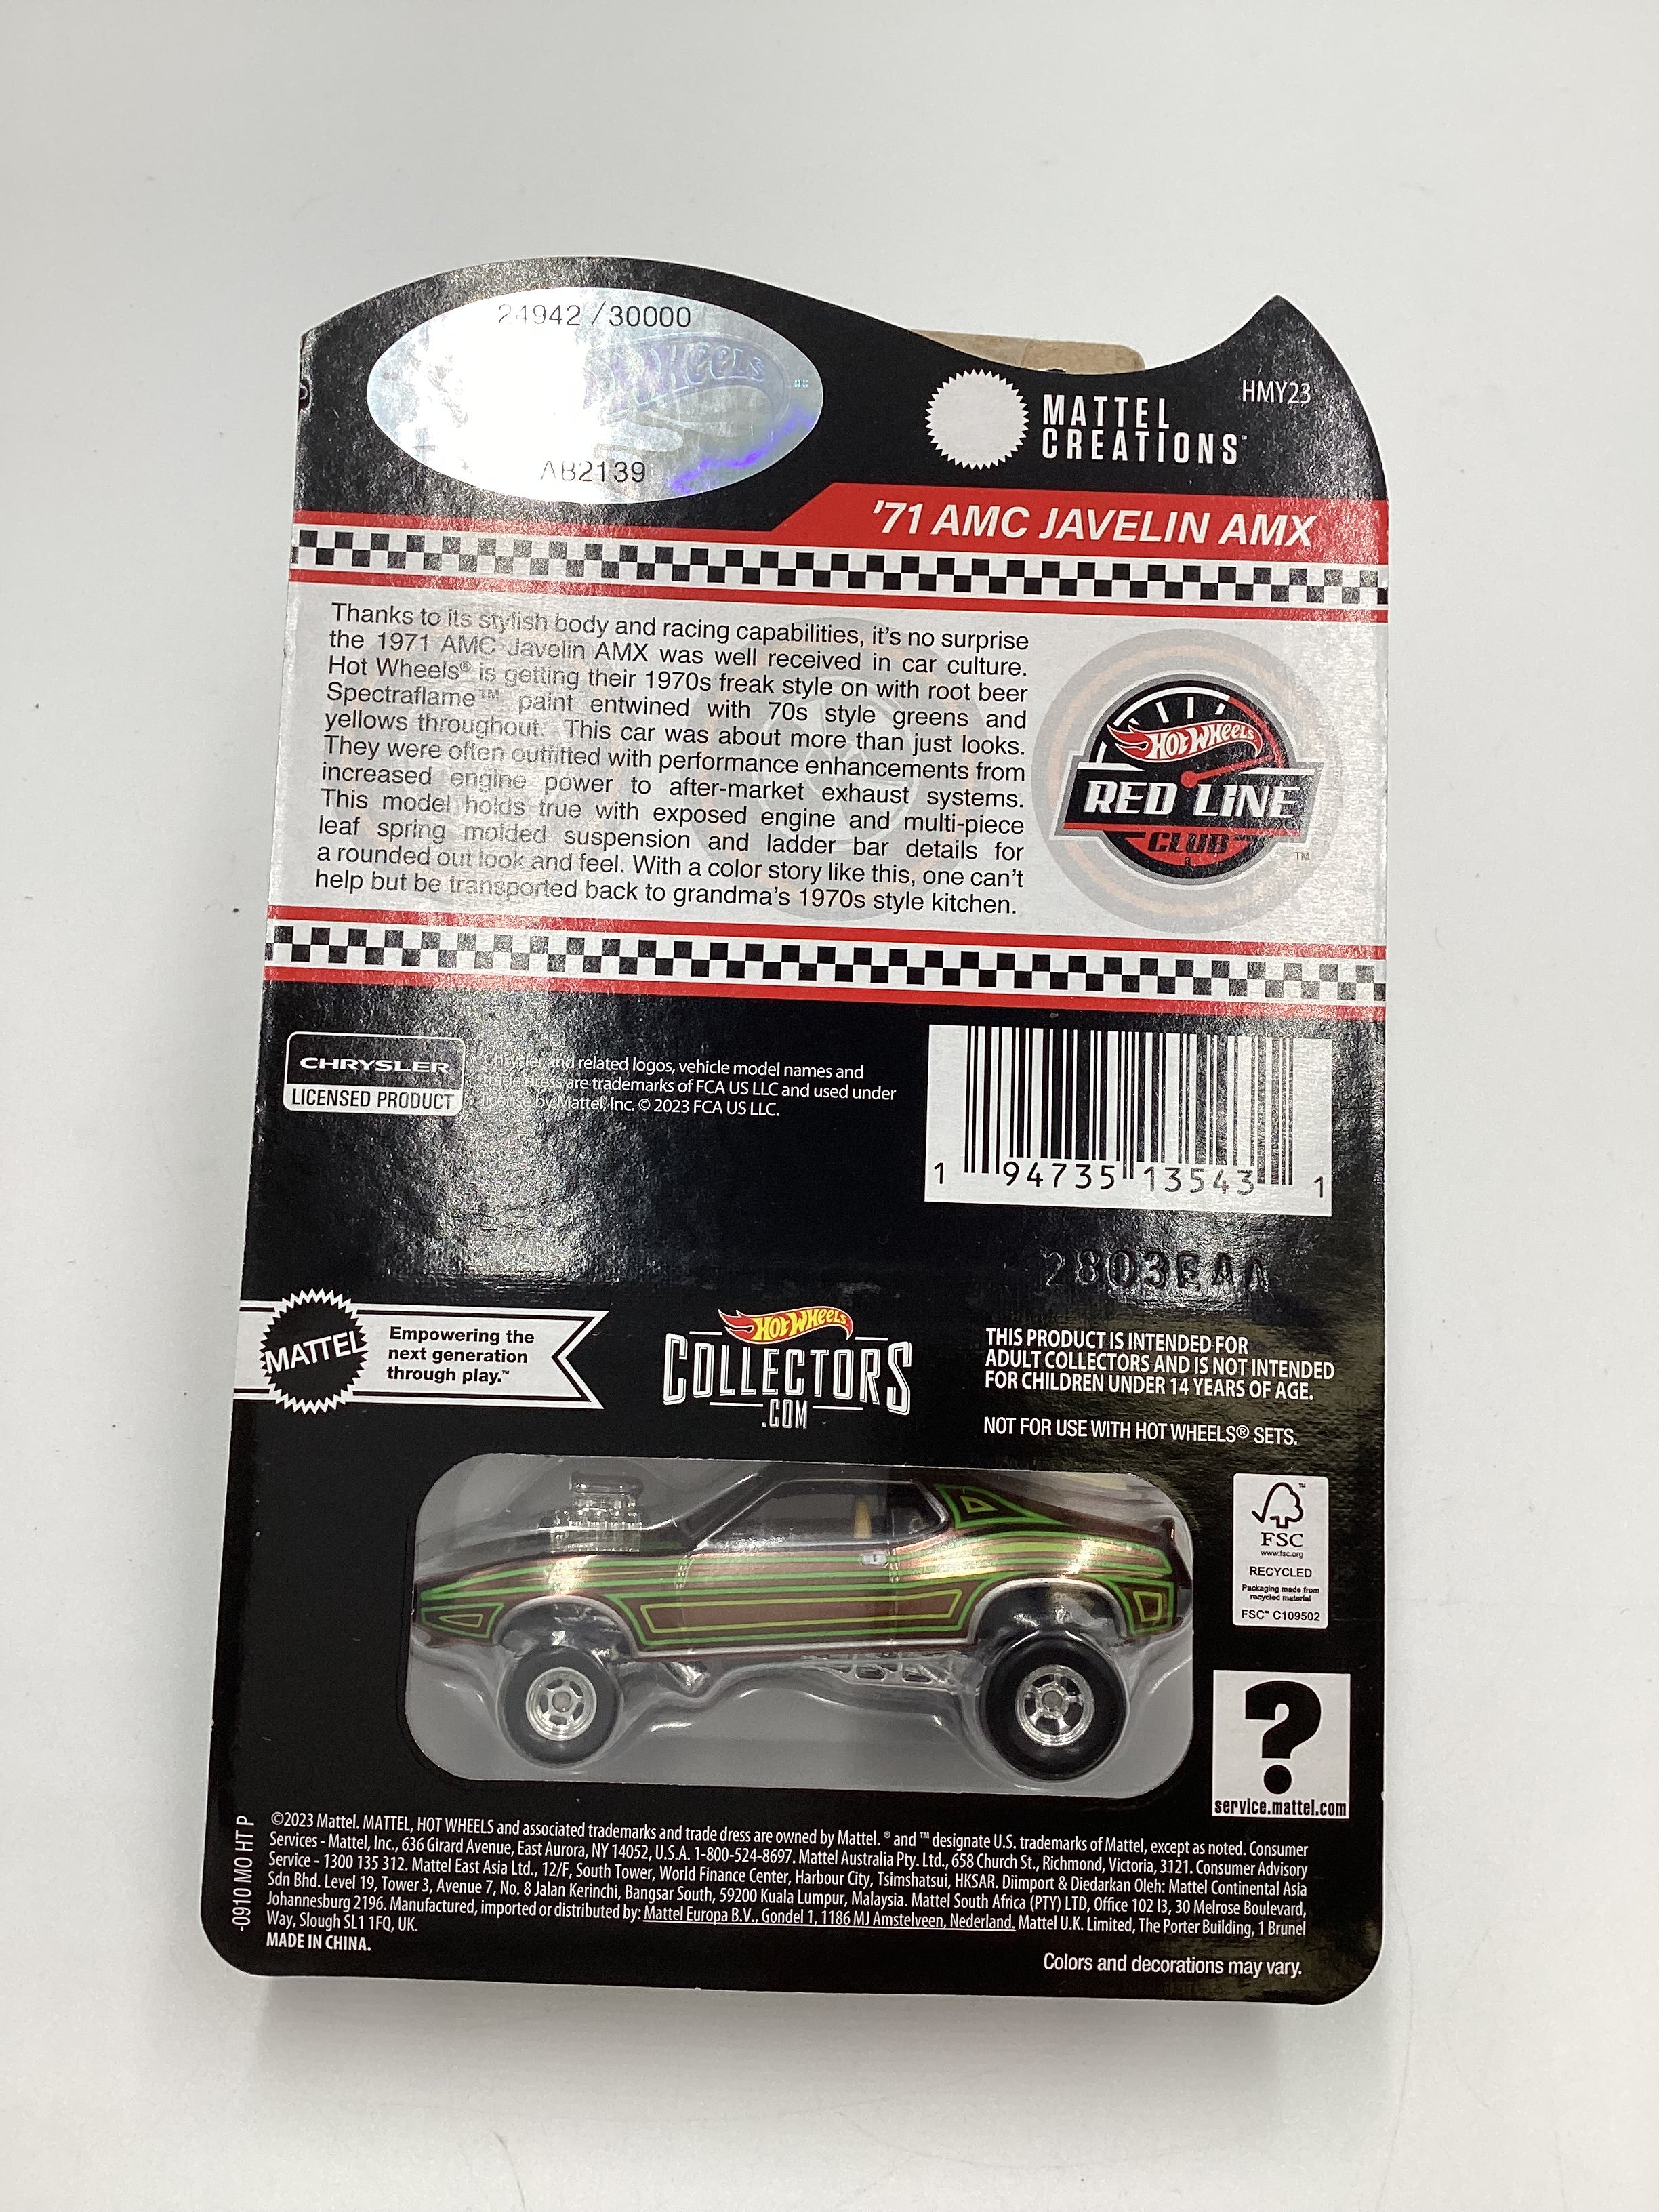 24942 /30000
HOT WHEELS
AB2139
HMY23
MATTEL
CREATIONS™
'71 AMC JAVELIN AMX
Thanks to its stylish body and racing capabilities, it's no surprise
the 1971 AMC Javelin AMX was well received in car culture.
Hot Wheels® is getting their 1970s freak style on with root beer
Spectraflame™ paint entwined with 70s style greens and
yellows throughout. This car was about more than just looks.
They were often outfitted with performance enhancements from
increased engine power to after-market exhaust systems.
This model holds true with exposed engine and multi-piece
leaf spring molded suspension and ladder bar details for
a rounded out look and feel. With a color story like this, one can't
help but be transported back to grandma's 1970s style kitchen.
HOT WHEELS
RED LINE
CLUB
™
CHRYSLER
LICENSED PRODUCT
Chrysler and related logos, vehicle model names and
trade dress are trademarks of FCA US LLC and used under
license by Mattel, Inc. © 2023 FCA US LLC.
1 94735 13543 1
2803EAA
MATTEL
Empowering the
next generation
through play.™
HOT WHEELS
COLLECTORS
.COM
THIS PRODUCT IS INTENDED FOR
ADULT COLLECTORS AND IS NOT INTENDED
FOR CHILDREN UNDER 14 YEARS OF AGE.
NOT FOR USE WITH HOT WHEELS® SETS.
™
FSC
www.fsc.org
RECYCLED
Packaging made from
recycled material
FSC™ C109502
?
service.mattel.com
-0910 MO HT P
©2023 Mattel. MATTEL, HOT WHEELS and associated trademarks and trade dress are owned by Mattel. ® and ™ designate U.S. trademarks of Mattel, except as noted. Consumer
Services - Mattel, Inc., 636 Girard Avenue, East Aurora, NY 14052, U.S.A. 1-800-524-8697. Mattel Australia Pty. Ltd., 658 Church St., Richmond, Victoria, 3121. Consumer Advisory
Service - 1300 135 312. Mattel East Asia Ltd., 12/F, South Tower, World Finance Center, Harbour City, Tsimshatsui, HKSAR. Diimport & Diedarkan Oleh: Mattel Continental Asia
Sdn Bhd. Level 19, Tower 3, Avenue 7, No. 8 Jalan Kerinchi, Bangsar South, 59200 Kuala Lumpur, Malaysia. Mattel South Africa (PTY) LTD, Office 102 I3, 30 Melrose Boulevard,
Johannesburg 2196. Manufactured, imported or distributed by: Mattel Europa B.V., Gondel 1, 1186 MJ Amstelveen, Nederland. Mattel U.K. Limited, The Porter Building, 1 Brunel
Way, Slough SL1 1FQ, UK.
MADE IN CHINA.
Colors and decorations may vary.